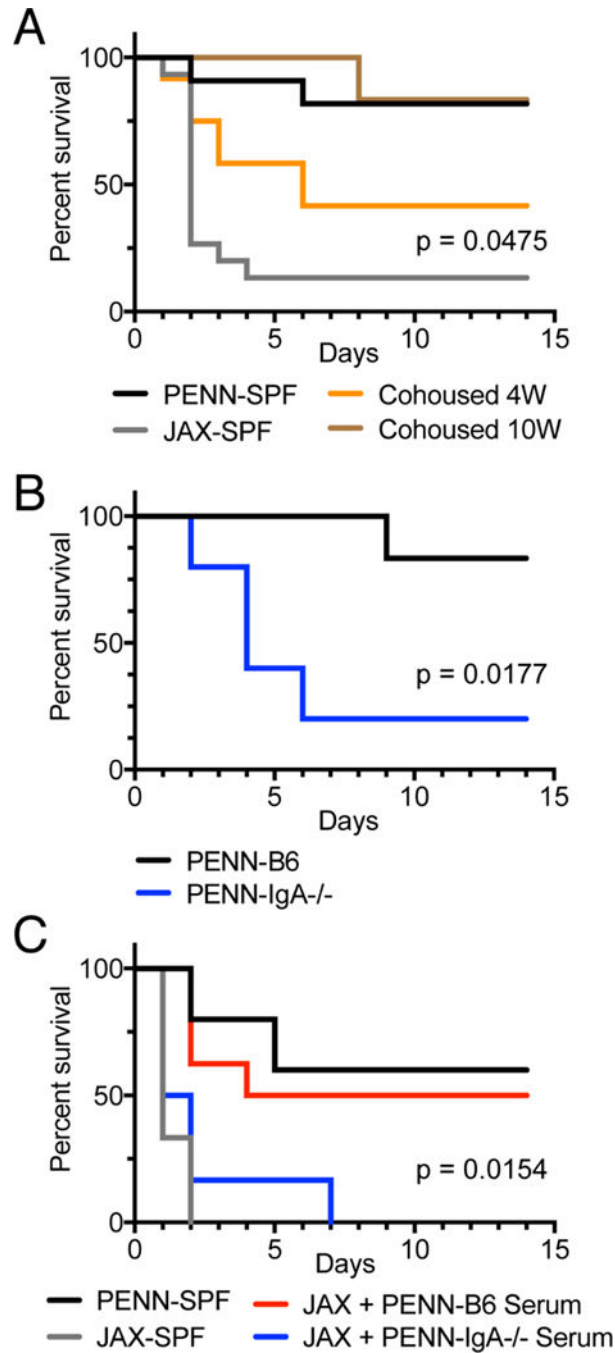 A
Percent survival
100
50
0
p = 0.0475
0 5 10 15
Days
PENN-SPF Cohoused 4W
JAX-SPF Cohoused 10W
B
Percent survival
100
50
0
p = 0.0177
0 5 10 15
Days
PENN-B6
PENN-IgA-/-
C
Percent survival
100
50
0
p = 0.0154
0 5 10 15
Days
PENN-SPF JAX + PENN-B6 Serum
JAX-SPF JAX + PENN-IgA-/- Serum